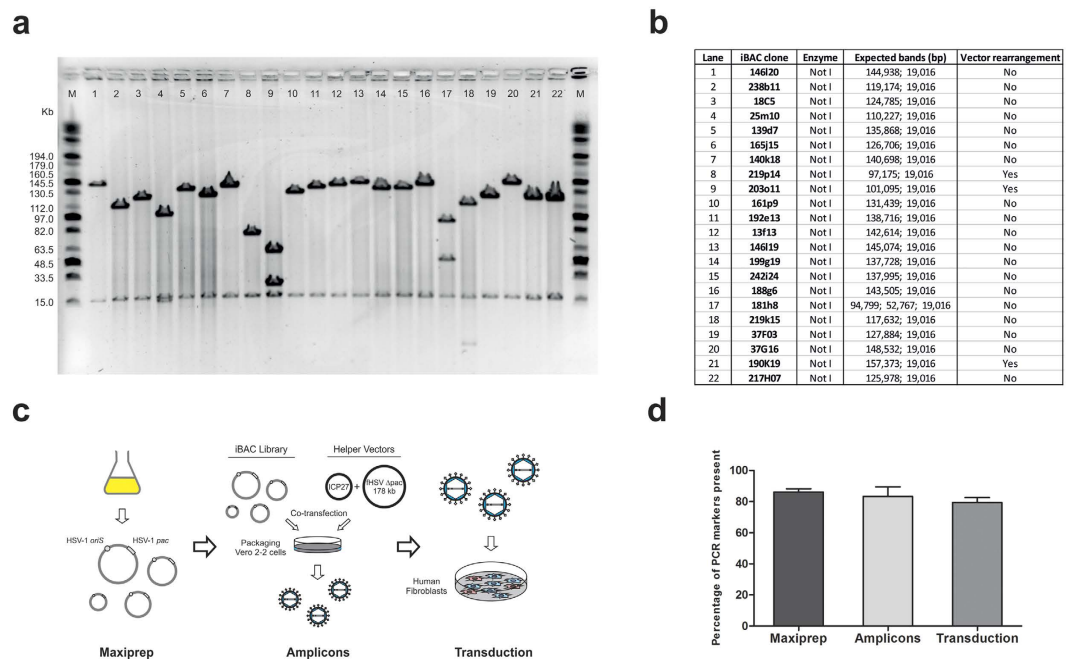 a
M 1 2 3 4 5 6 7 8 9 10 11 12 13 14 15 16 17 18 19 20 21 22 M
Kb
194.0
179.0
160.5
145.5
130.5
112.0
97.0
82.0
63.5
48.5
33.5
15.0
b
Lane iBAC clone Enzyme Expected bands (bp) Vector rearrangement
1 146I20 Not I 144,938; 19,016 No
2 238b11 Not I 119,174; 19,016 No
3 18C5 Not I 124,785; 19,016 No
4 25m10 Not I 110,227; 19,016 No
5 139d7 Not I 135,868; 19,016 No
6 165j15 Not I 126,706; 19,016 No
7 140k18 Not I 140,698; 19,016 No
8 219p14 Not I 97,175; 19,016 Yes
9 203o11 Not I 101,095; 19,016 Yes
10 161p9 Not I 131,439; 19,016 No
11 192e13 Not I 138,716; 19,016 No
12 13f13 Not I 142,614; 19,016 No
13 146I19 Not I 145,074; 19,016 No
14 199g19 Not I 137,728; 19,016 No
15 242i24 Not I 137,995; 19,016 No
16 188g6 Not I 143,505; 19,016 No
17 181h8 Not I 94,799; 52,767; 19,016 No
18 219k15 Not I 117,632; 19,016 No
19 37F03 Not I 127,884; 19,016 No
20 37G16 Not I 148,532; 19,016 No
21 190K19 Not I 157,373; 19,016 Yes
22 217H07 Not I 125,978; 19,016 No
c
iBAC Library
Helper Vectors
ICP27 + fHSV Δpac
178 kb
Co-transfection
HSV-1 oriS
HSV-1 pac
Packaging
Vero 2-2 cells
Human
Fibroblasts
Maxiprep
Amplicons
Transduction
d
Percentage of PCR markers present
100
80
60
40
20
0
Maxiprep
Amplicons
Transduction